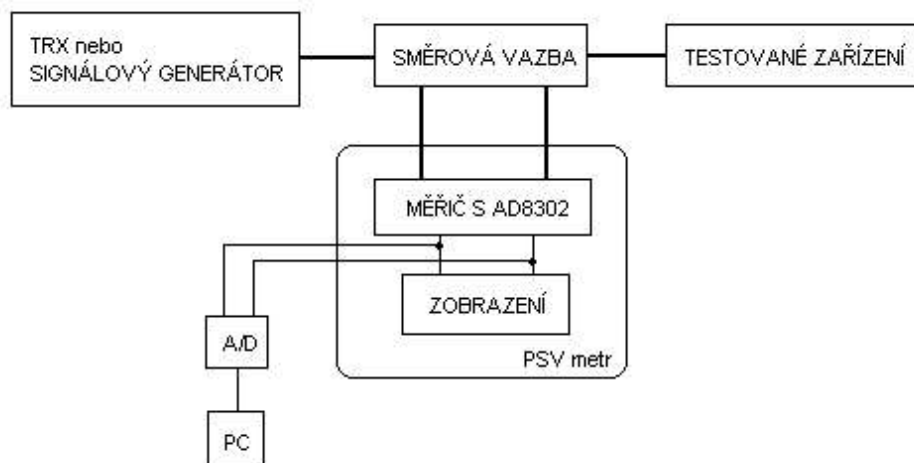 TRX nebo
SIGNÁLOVÝ GENERÁTOR
SMĚROVÁ VAZBA
TESTOVANÉ ZAŘÍZENÍ
MĚŘIČ S AD8302
ZOBRAZENÍ
A/D
PSV metr
PC